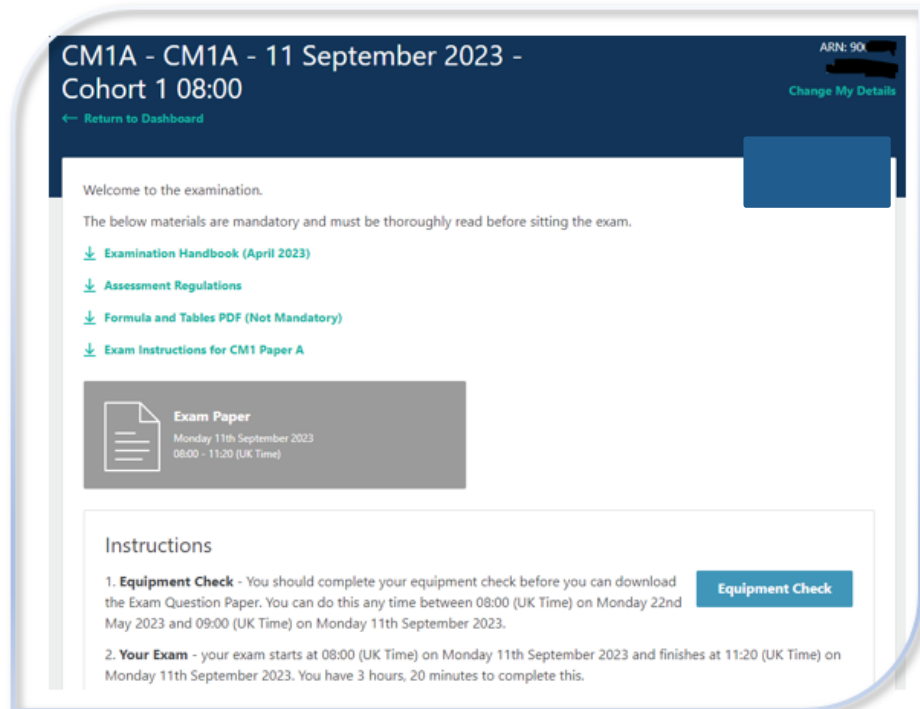 CM1A - CM1A - 11 September 2023 -
Cohort 1 08:00
← Return to Dashboard
ARN: 90
Change My Details
Welcome to the examination.
The below materials are mandatory and must be thoroughly read before sitting the exam.
Examination Handbook (April 2023)
Assessment Regulations
Formula and Tables PDF (Not Mandatory)
Exam Instructions for CM1 Paper A
Exam Paper
Monday 11th September 2023
08:00 - 11:20 (UK Time)
Instructions
1. Equipment Check - You should complete your equipment check before you can download
the Exam Question Paper. You can do this any time between 08:00 (UK Time) on Monday 22nd
May 2023 and 09:00 (UK Time) on Monday 11th September 2023.
Equipment Check
2. Your Exam - your exam starts at 08:00 (UK Time) on Monday 11th September 2023 and finishes at 11:20 (UK Time) on
Monday 11th September 2023. You have 3 hours, 20 minutes to complete this.